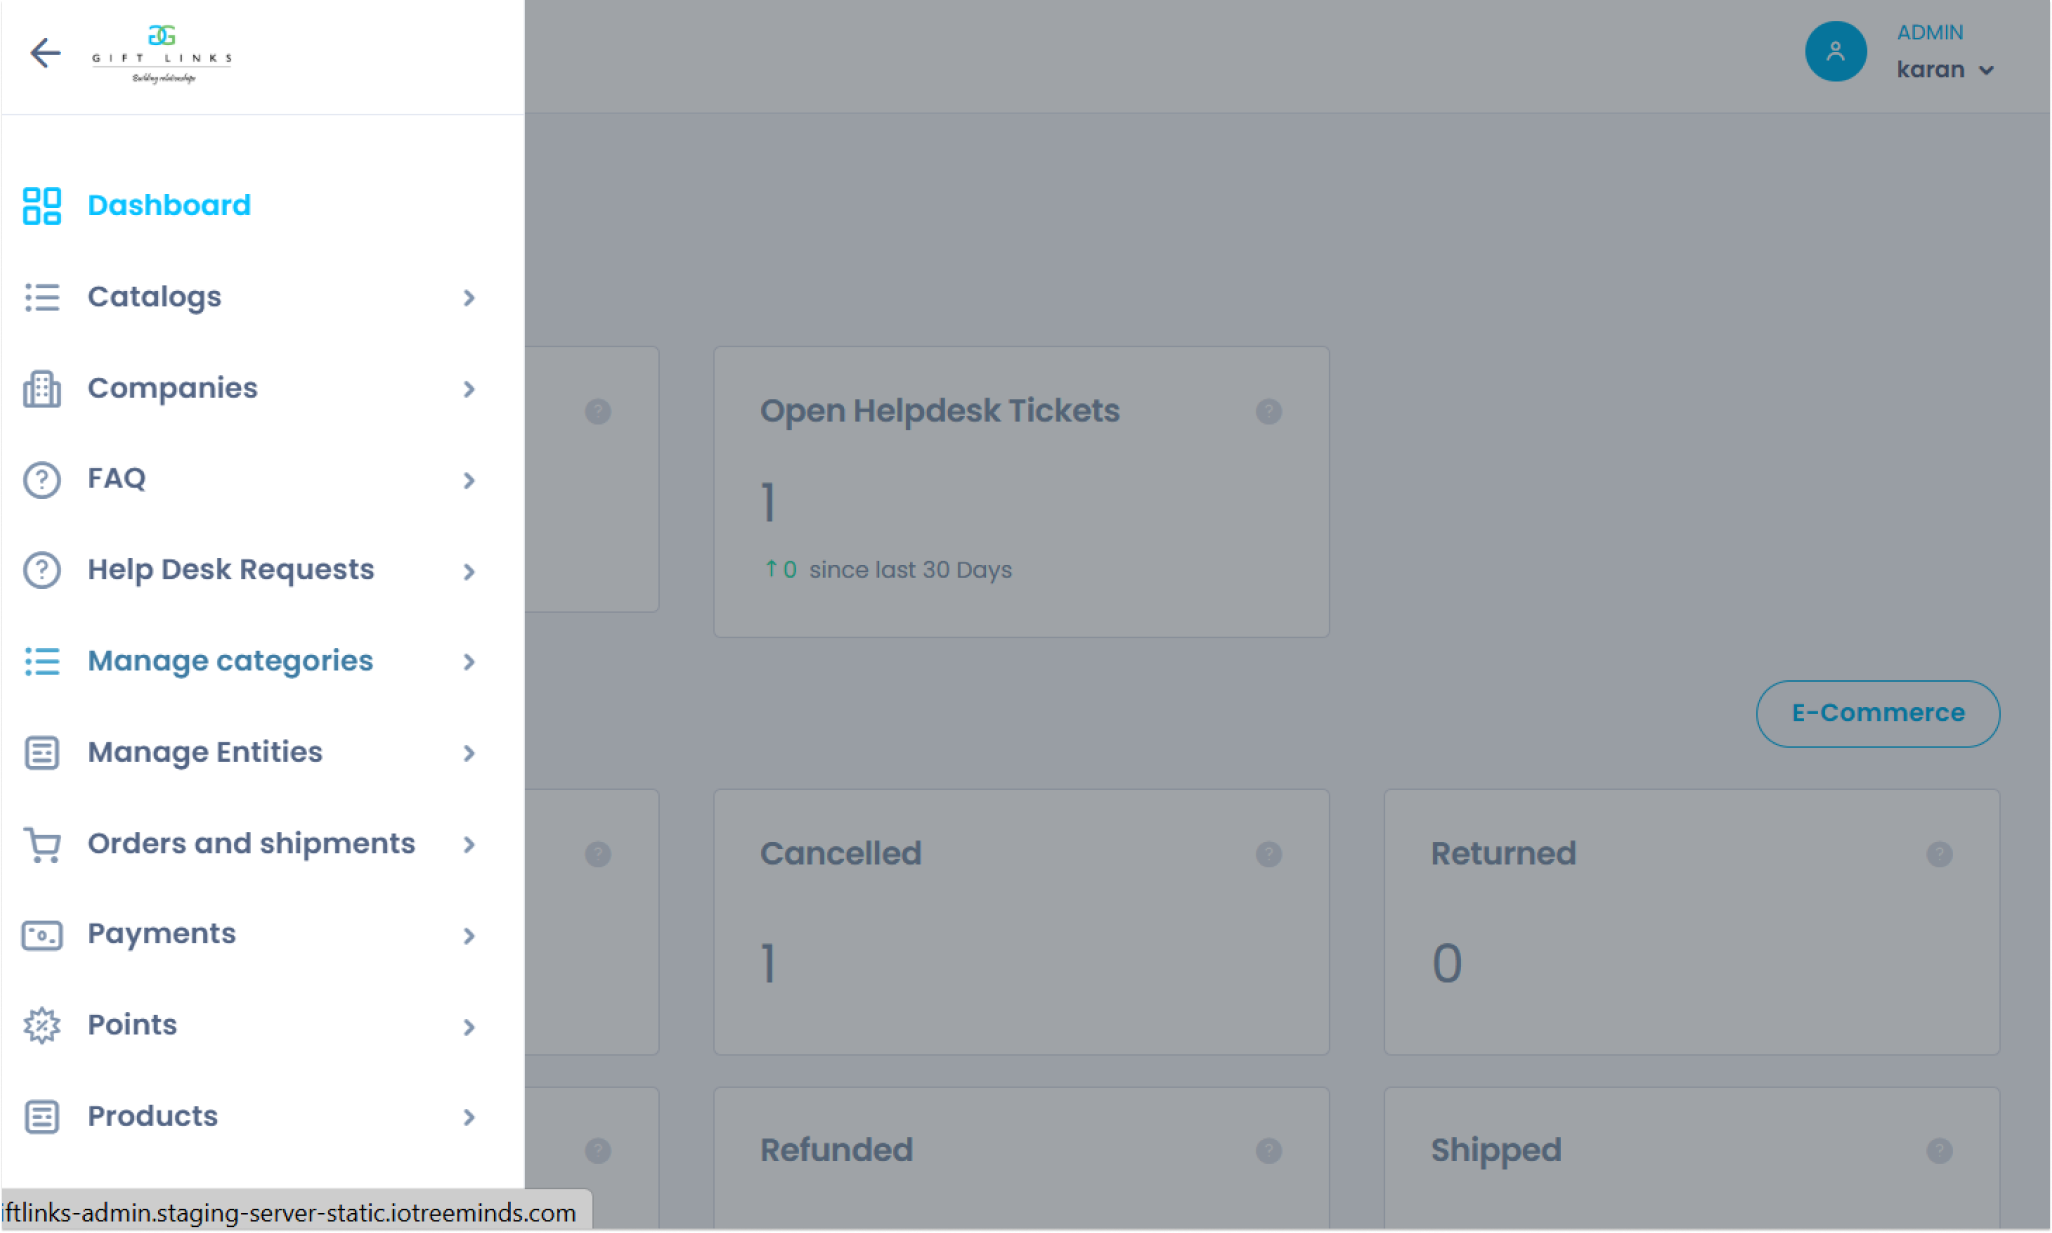 GIFT LINKS
Building relationships
ADMIN
karan
Dashboard
Catalogs
Companies
FAQ
Help Desk Requests
Manage categories
Manage Entities
Orders and shipments
Payments
Points
Products
Open Helpdesk Tickets
?
?
1
↑0 since last 30 Days
E-Commerce
?
Cancelled
?
Returned
?
1
0
?
Refunded
?
Shipped
?
iftlinks-admin.staging-server-static.iotreeminds.com